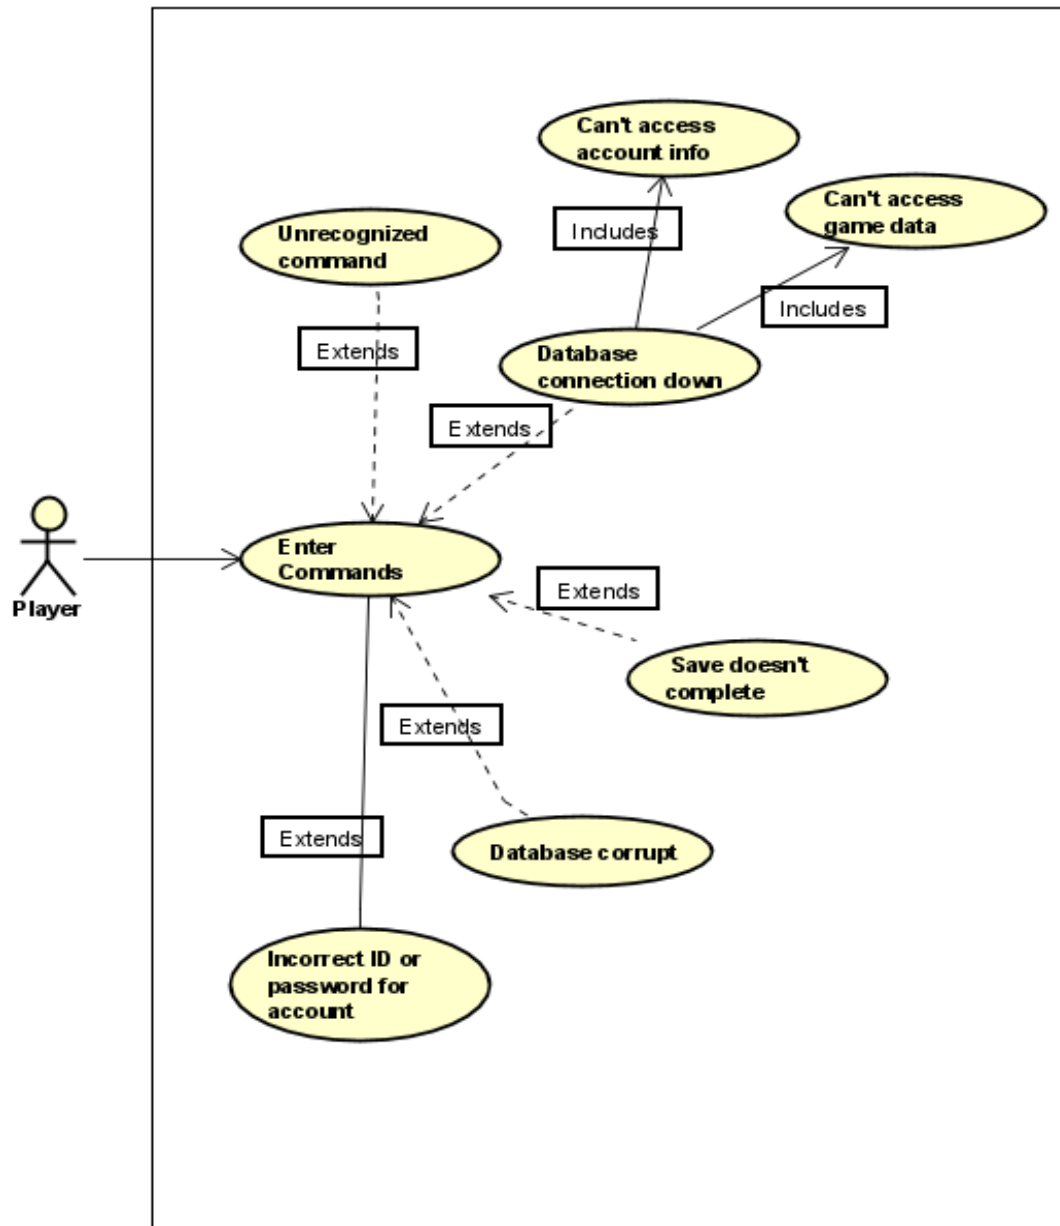 Can't access
account info
Can't access
game data
Includes
Unrecognized
command
Includes
Extends
Database
connection down
Extends
Enter
Commands
Player
Extends
Save doesn't
complete
Extends
Extends
Database corrupt
Incorrect ID or
password for
account